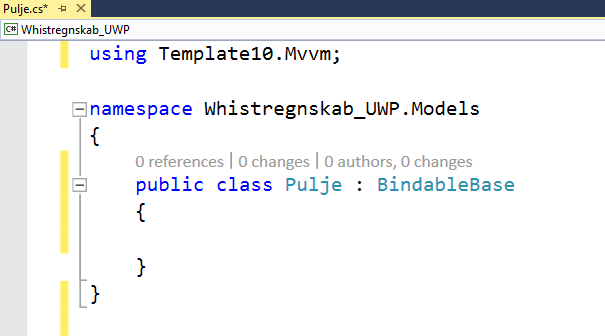 Pulje.cs*
C# Whistregnskab_UWP
using Template10.Mvvm;
namespace Whistregnskab_UWP.Models
{
0 references | 0 changes | 0 authors, 0 changes
public class Pulje : BindableBase
{
}
}